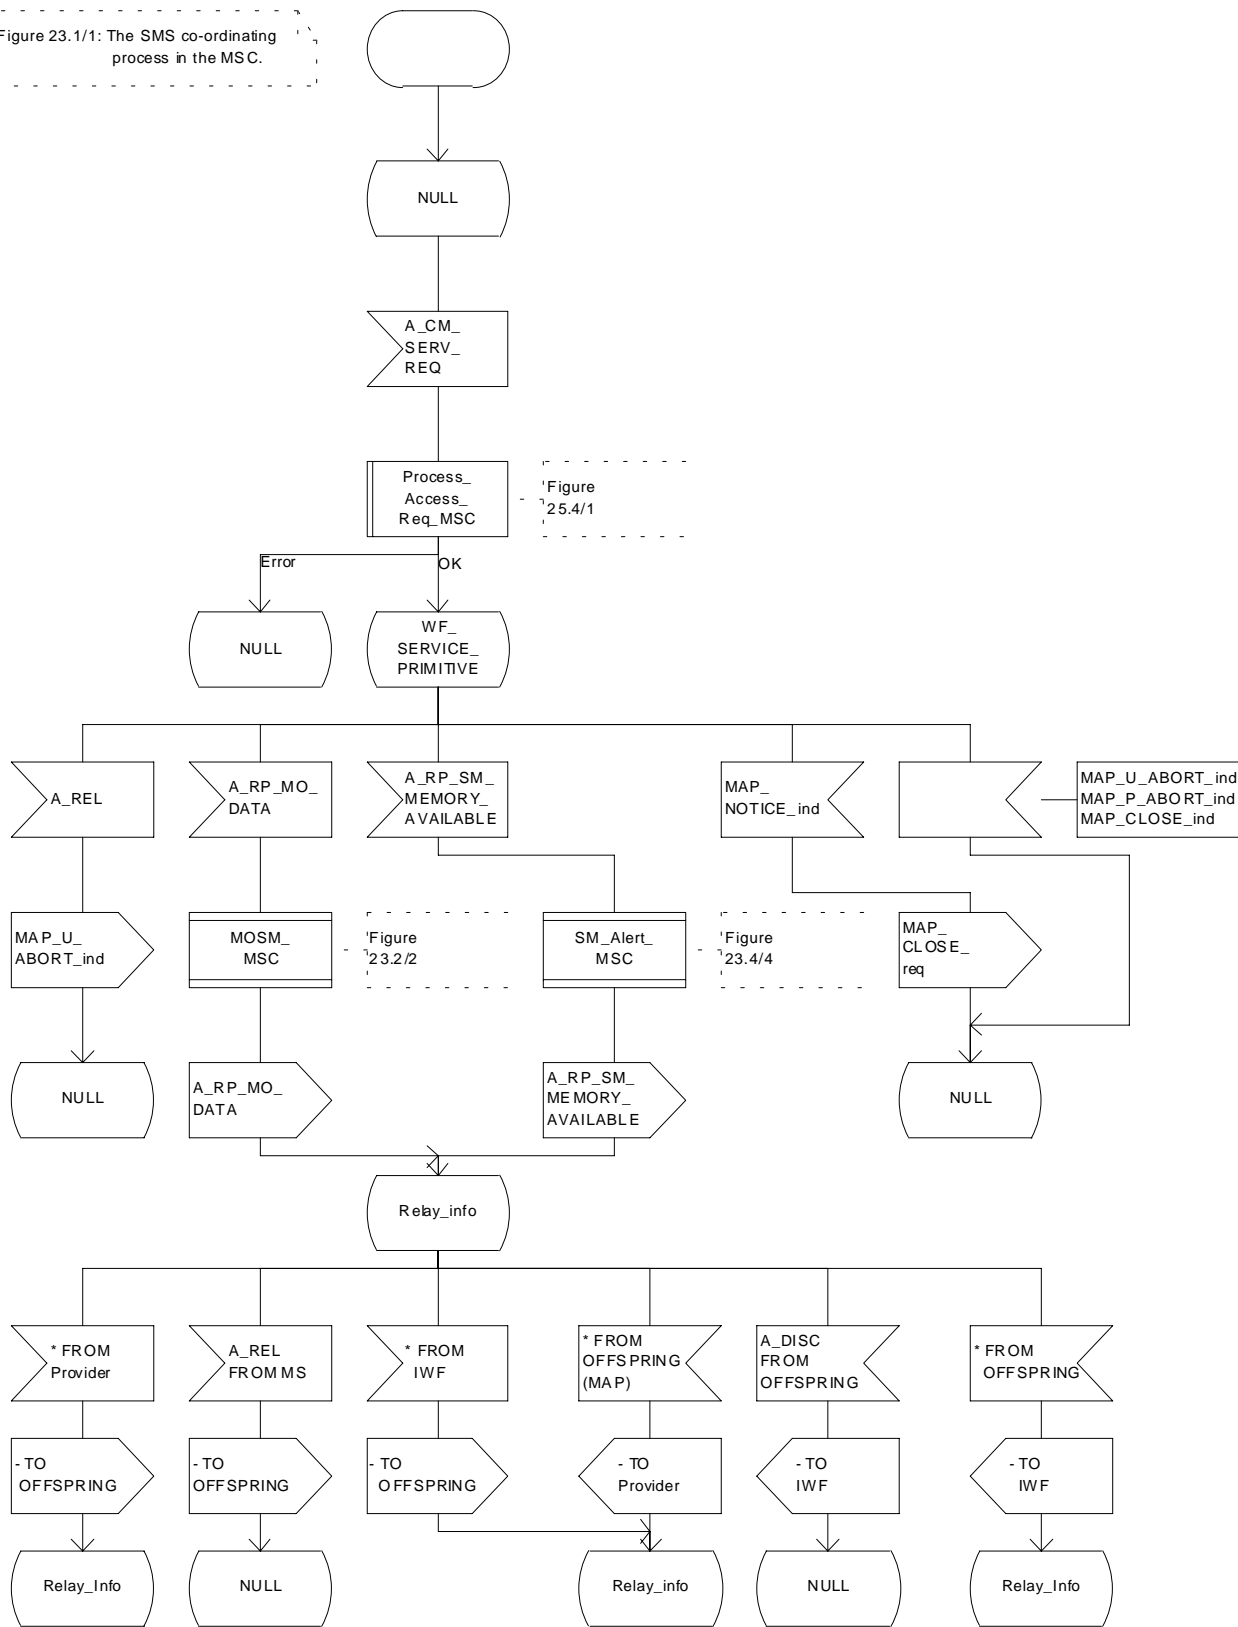 Figure 23.1/1: The SMS co-ordinating
process in the MSC.
NULL
A_CM_
SERV_
REQ
Process_
Access_
Req_MSC
Figure
25.4/1
Error
OK
NULL
WF_
SERVICE_
PRIMITIVE
A_REL
A_RP_MO_
DATA
A_RP_SM_
MEMORY_
AVAILABLE
MAP_
NOTICE_ind
MAP_U_ABORT_ind
MAP_P_ABORT_ind
MAP_CLOSE_ind
MAP_U_
ABORT_ind
MOSM_
MSC
Figure
23.2/2
SM_Alert_
MSC
Figure
23.4/4
MAP_
CLOSE_
req
NULL
A_RP_MO_
DATA
A_RP_SM_
MEMORY_
AVAILABLE
NULL
Relay_info
* FROM
Provider
A_REL
FROM MS
* FROM
IWF
* FROM
OFFSPRING
(MAP)
A_DISC
FROM
OFFSPRING
* FROM
OFFSPRING
- TO
OFFSPRING
- TO
OFFSPRING
- TO
OFFSPRING
- TO
Provider
- TO
IWF
- TO
IWF
Relay_Info
NULL
Relay_info
NULL
Relay_Info